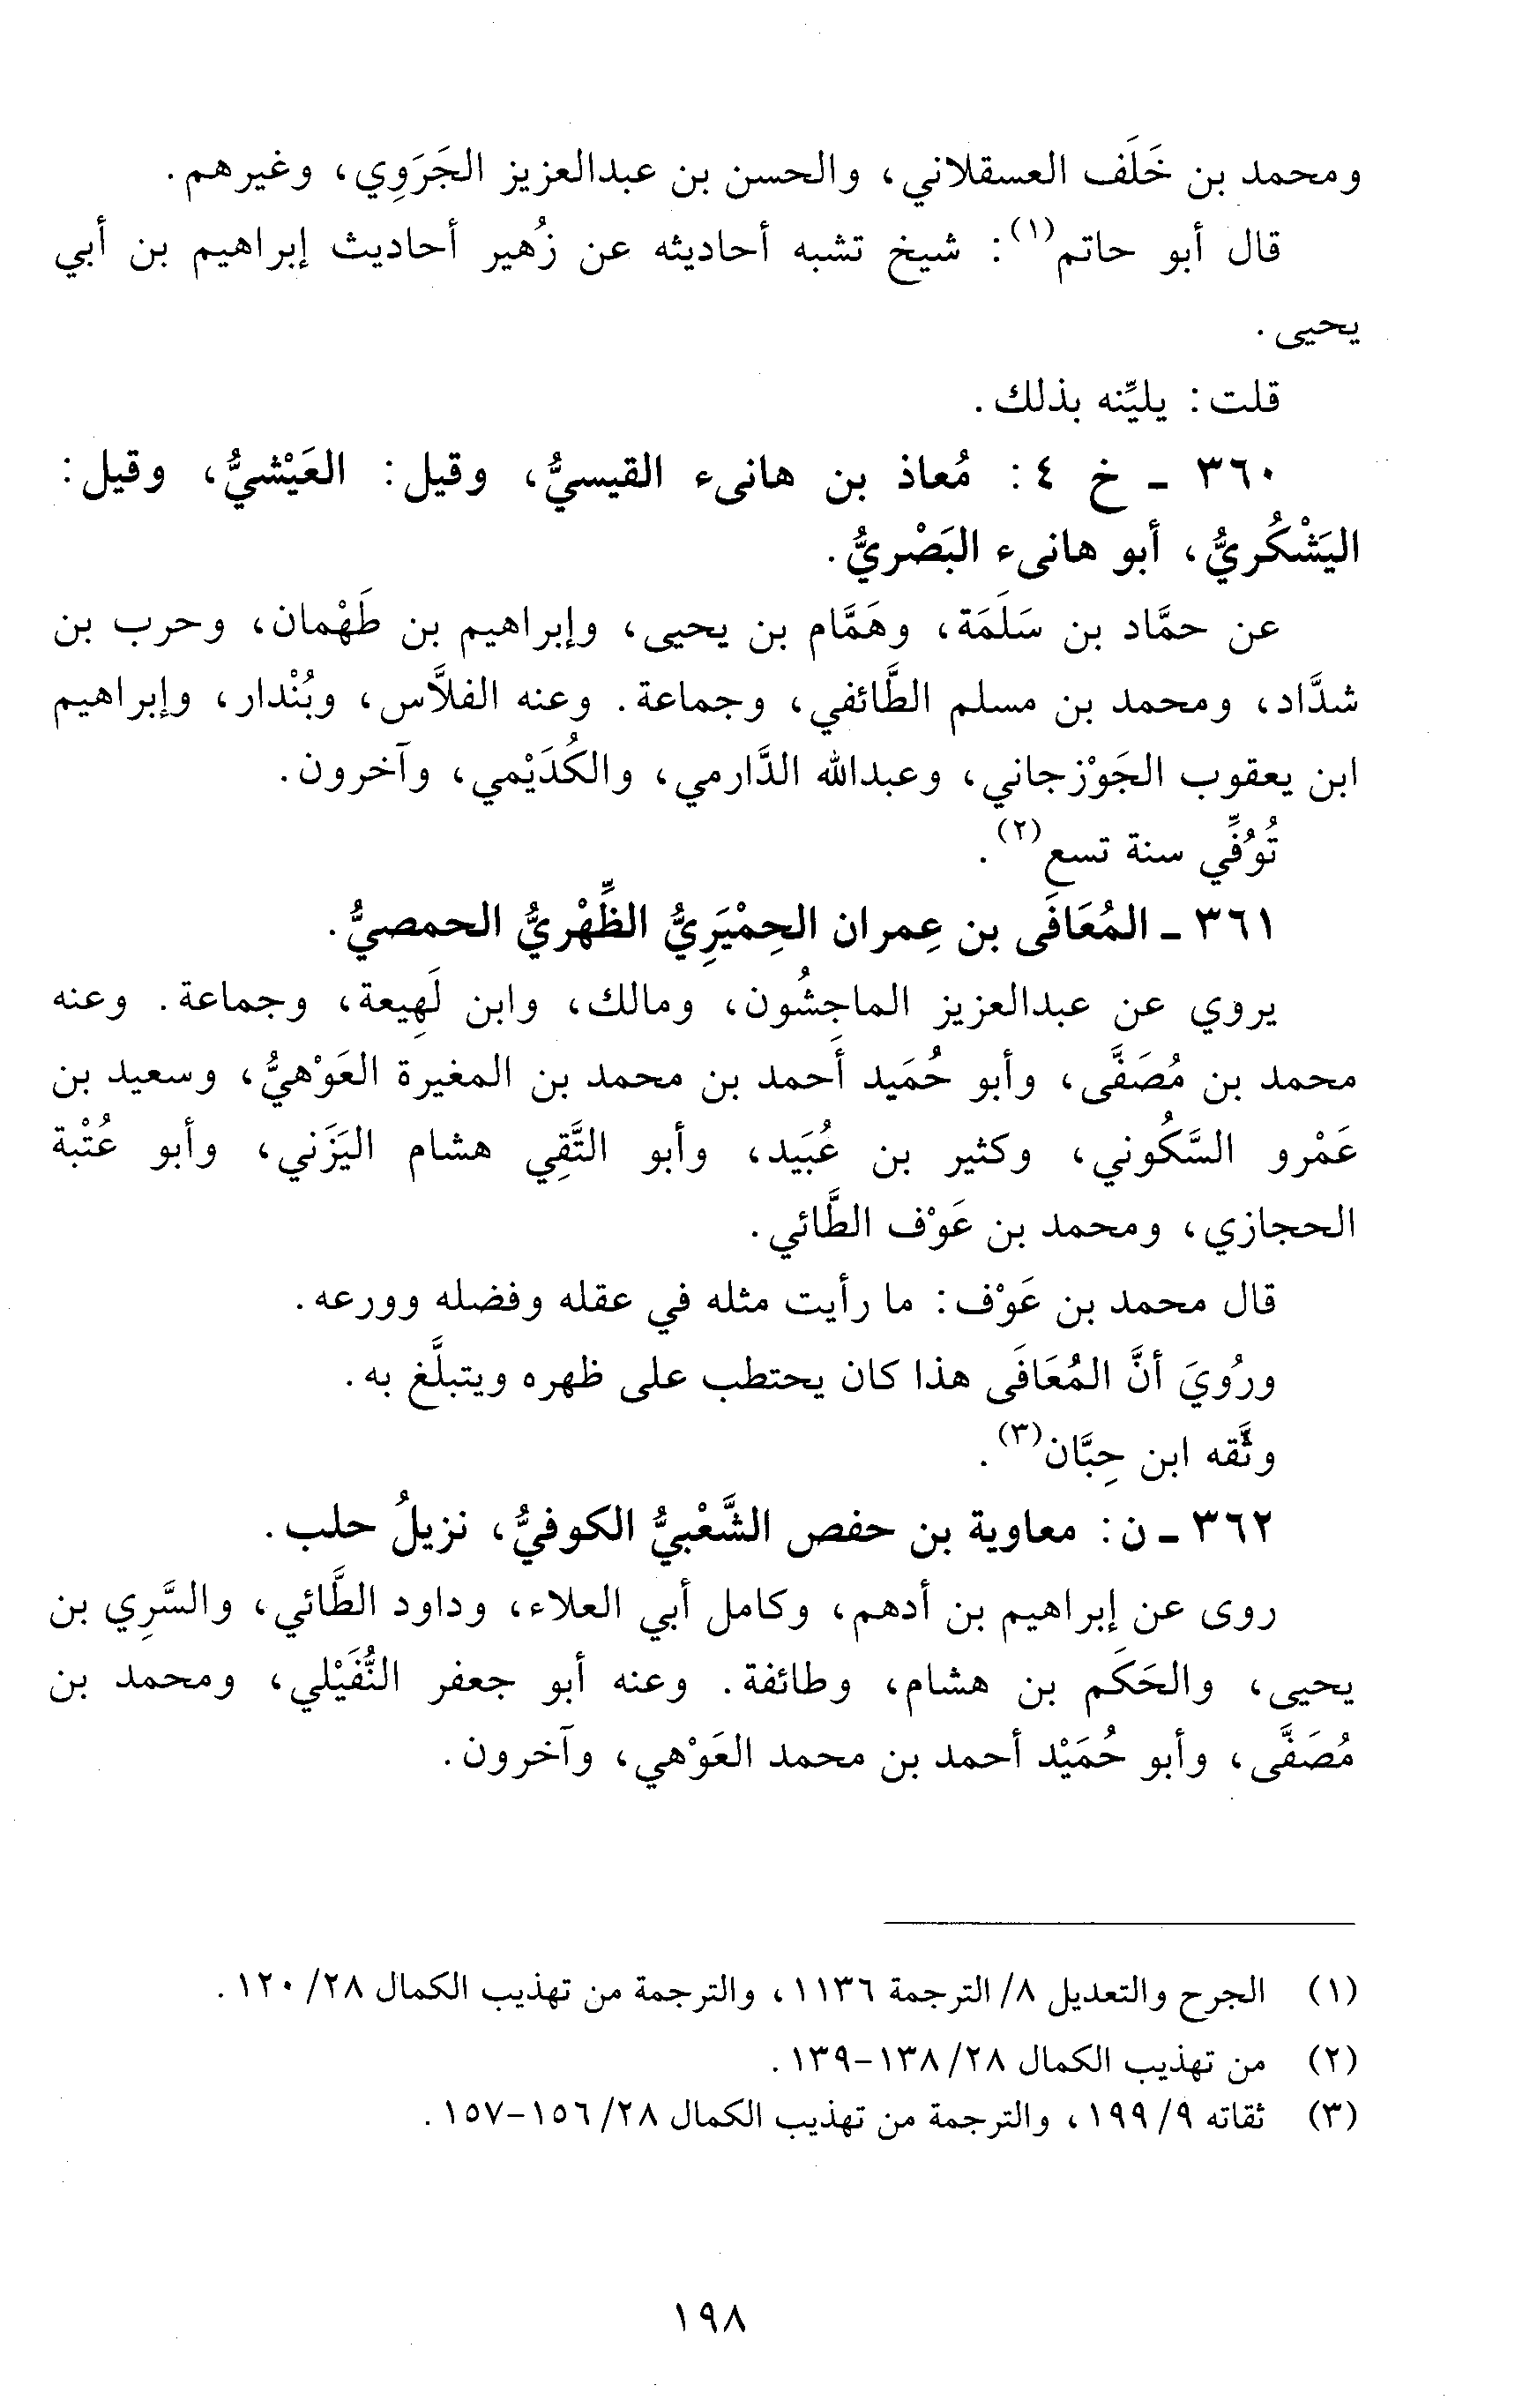 ومحمد بن خَلَف العسقلاني، والحسن بن عبدالعزيز الجَرَوِي، وغيرهم.
قال أبو حاتم(١): شيخ تشبه أحاديثه عن زُهير أحاديث إبراهيم بن أبي
يحيى.
قلت: يليِّنه بذلك.
٣٦٠ - خ ٤: مُعاذ بن هانىء القيسيُّ، وقيل: العَيْشيُّ، وقيل:
اليَشْكُريُّ، أبو هانىء البَصْريُّ.
عن حمَّاد بن سَلَمَة، وهَمَّام بن يحيى، وإبراهيم بن طَهْمان، وحرب بن
شدَّاد، ومحمد بن مسلم الطَّائفي، وجماعة. وعنه الفلاَّس، وبُنْدار، وإبراهيم
ابن يعقوب الجَوْزجاني، وعبدالله الدَّارمي، والكُدَيْمي، وآخرون.
تُوُفِّي سنة تسع(٢).
٣٦١ - المُعَافَى بن عِمران الحِمْيَرِيُّ الظِّهْريُّ الحمصيُّ.
يروي عن عبدالعزيز الماجِشُون، ومالك، وابن لَهِيعة، وجماعة. وعنه
محمد بن مُصَفَّى، وأبو حُمَيد أَحمد بن محمد بن المغيرة العَوْهيُّ، وسعيد بن
عَمْرو السَّكُوني، وكثير بن عُبَيد، وأبو التَّقِي هشام اليَزَني، وأبو عُتْبة
الحجازي، ومحمد بن عَوْف الطَّائي.
قال محمد بن عَوْف: ما رأيت مثله في عقله وفضله وورعه.
ورُويَ أنَّ المُعَافَى هذا كان يحتطب على ظهره ويتبلَّغ به.
وثَّقه ابن حِبَّان(٣).
٣٦٢ - ن: معاوية بن حفص الشَّعْبيُّ الكوفيُّ، نزيلُ حلب.
روى عن إبراهيم بن أدهم، وكامل أبي العلاء، وداود الطَّائي، والسَّرِي بن
يحيى، والحَكَم بن هشام، وطائفة. وعنه أبو جعفر النُّفَيْلي، ومحمد بن
مُصَفَّى، وأبو حُمَيْد أحمد بن محمد العَوْهي، وآخرون.
(١) الجرح والتعديل ٨/ الترجمة ١١٣٦، والترجمة من تهذيب الكمال ٢٨/ ١٢٠.
(٢) من تهذيب الكمال ٢٨/ ١٣٨-١٣٩.
(٣) ثقاته ٩/ ١٩٩، والترجمة من تهذيب الكمال ٢٨/ ١٥٦-١٥٧.
١٩٨